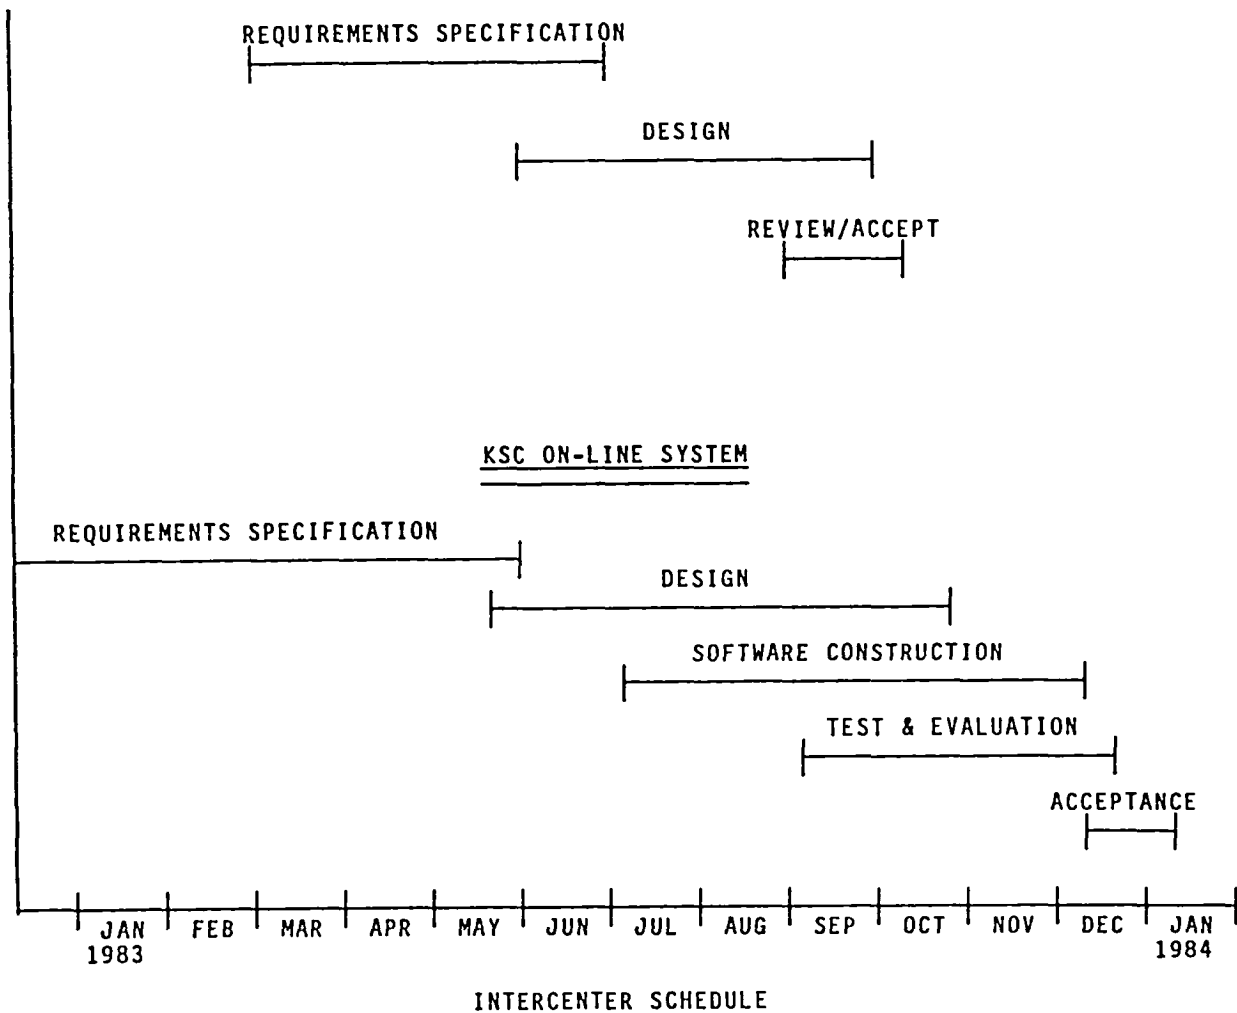 REQUIREMENTS SPECIFICATION
DESIGN
REVIEW/ACCEPT
KSC ON-LINE SYSTEM
REQUIREMENTS SPECIFICATION
DESIGN
SOFTWARE CONSTRUCTION
TEST & EVALUATION
ACCEPTANCE
JAN FEB MAR APR MAY JUN JUL AUG SEP OCT NOV DEC JAN
1983 1984
INTERCENTER SCHEDULE